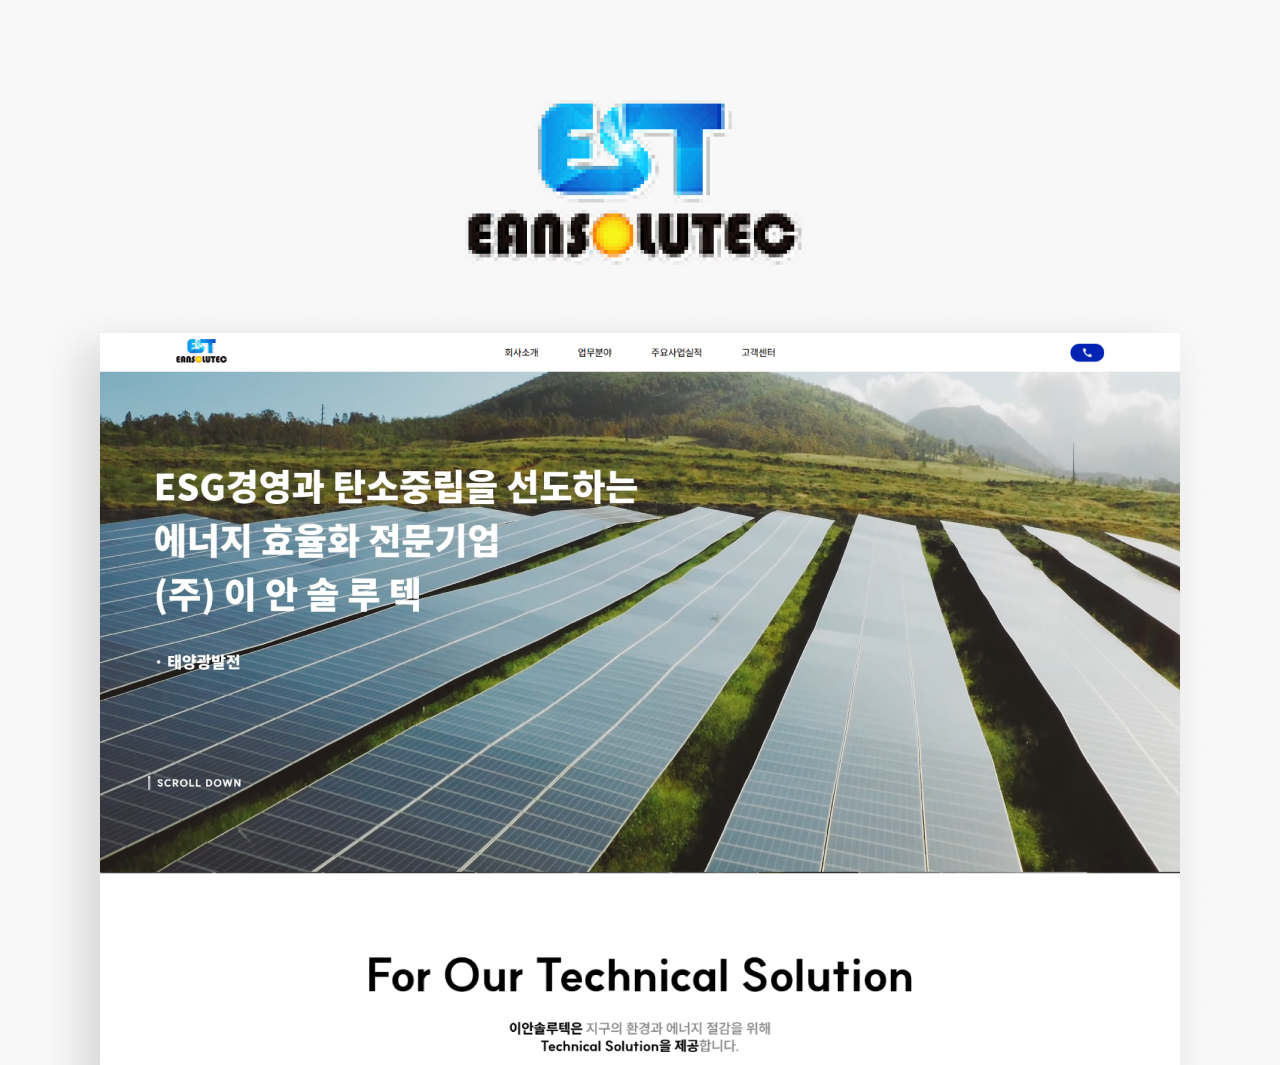 EST
EANSOLUTEC
EST
EANSOLUTEC
회사소개
업무분야
주요사업실적
고객센터
ESG경영과 탄소중립을 선도하는
에너지 효율화 전문기업
(주) 이 안 솔 루 텍
· 태양광발전
SCROLL DOWN
For Our Technical Solution
이안솔루텍은 지구의 환경과 에너지 절감을 위해
Technical Solution을 제공합니다.